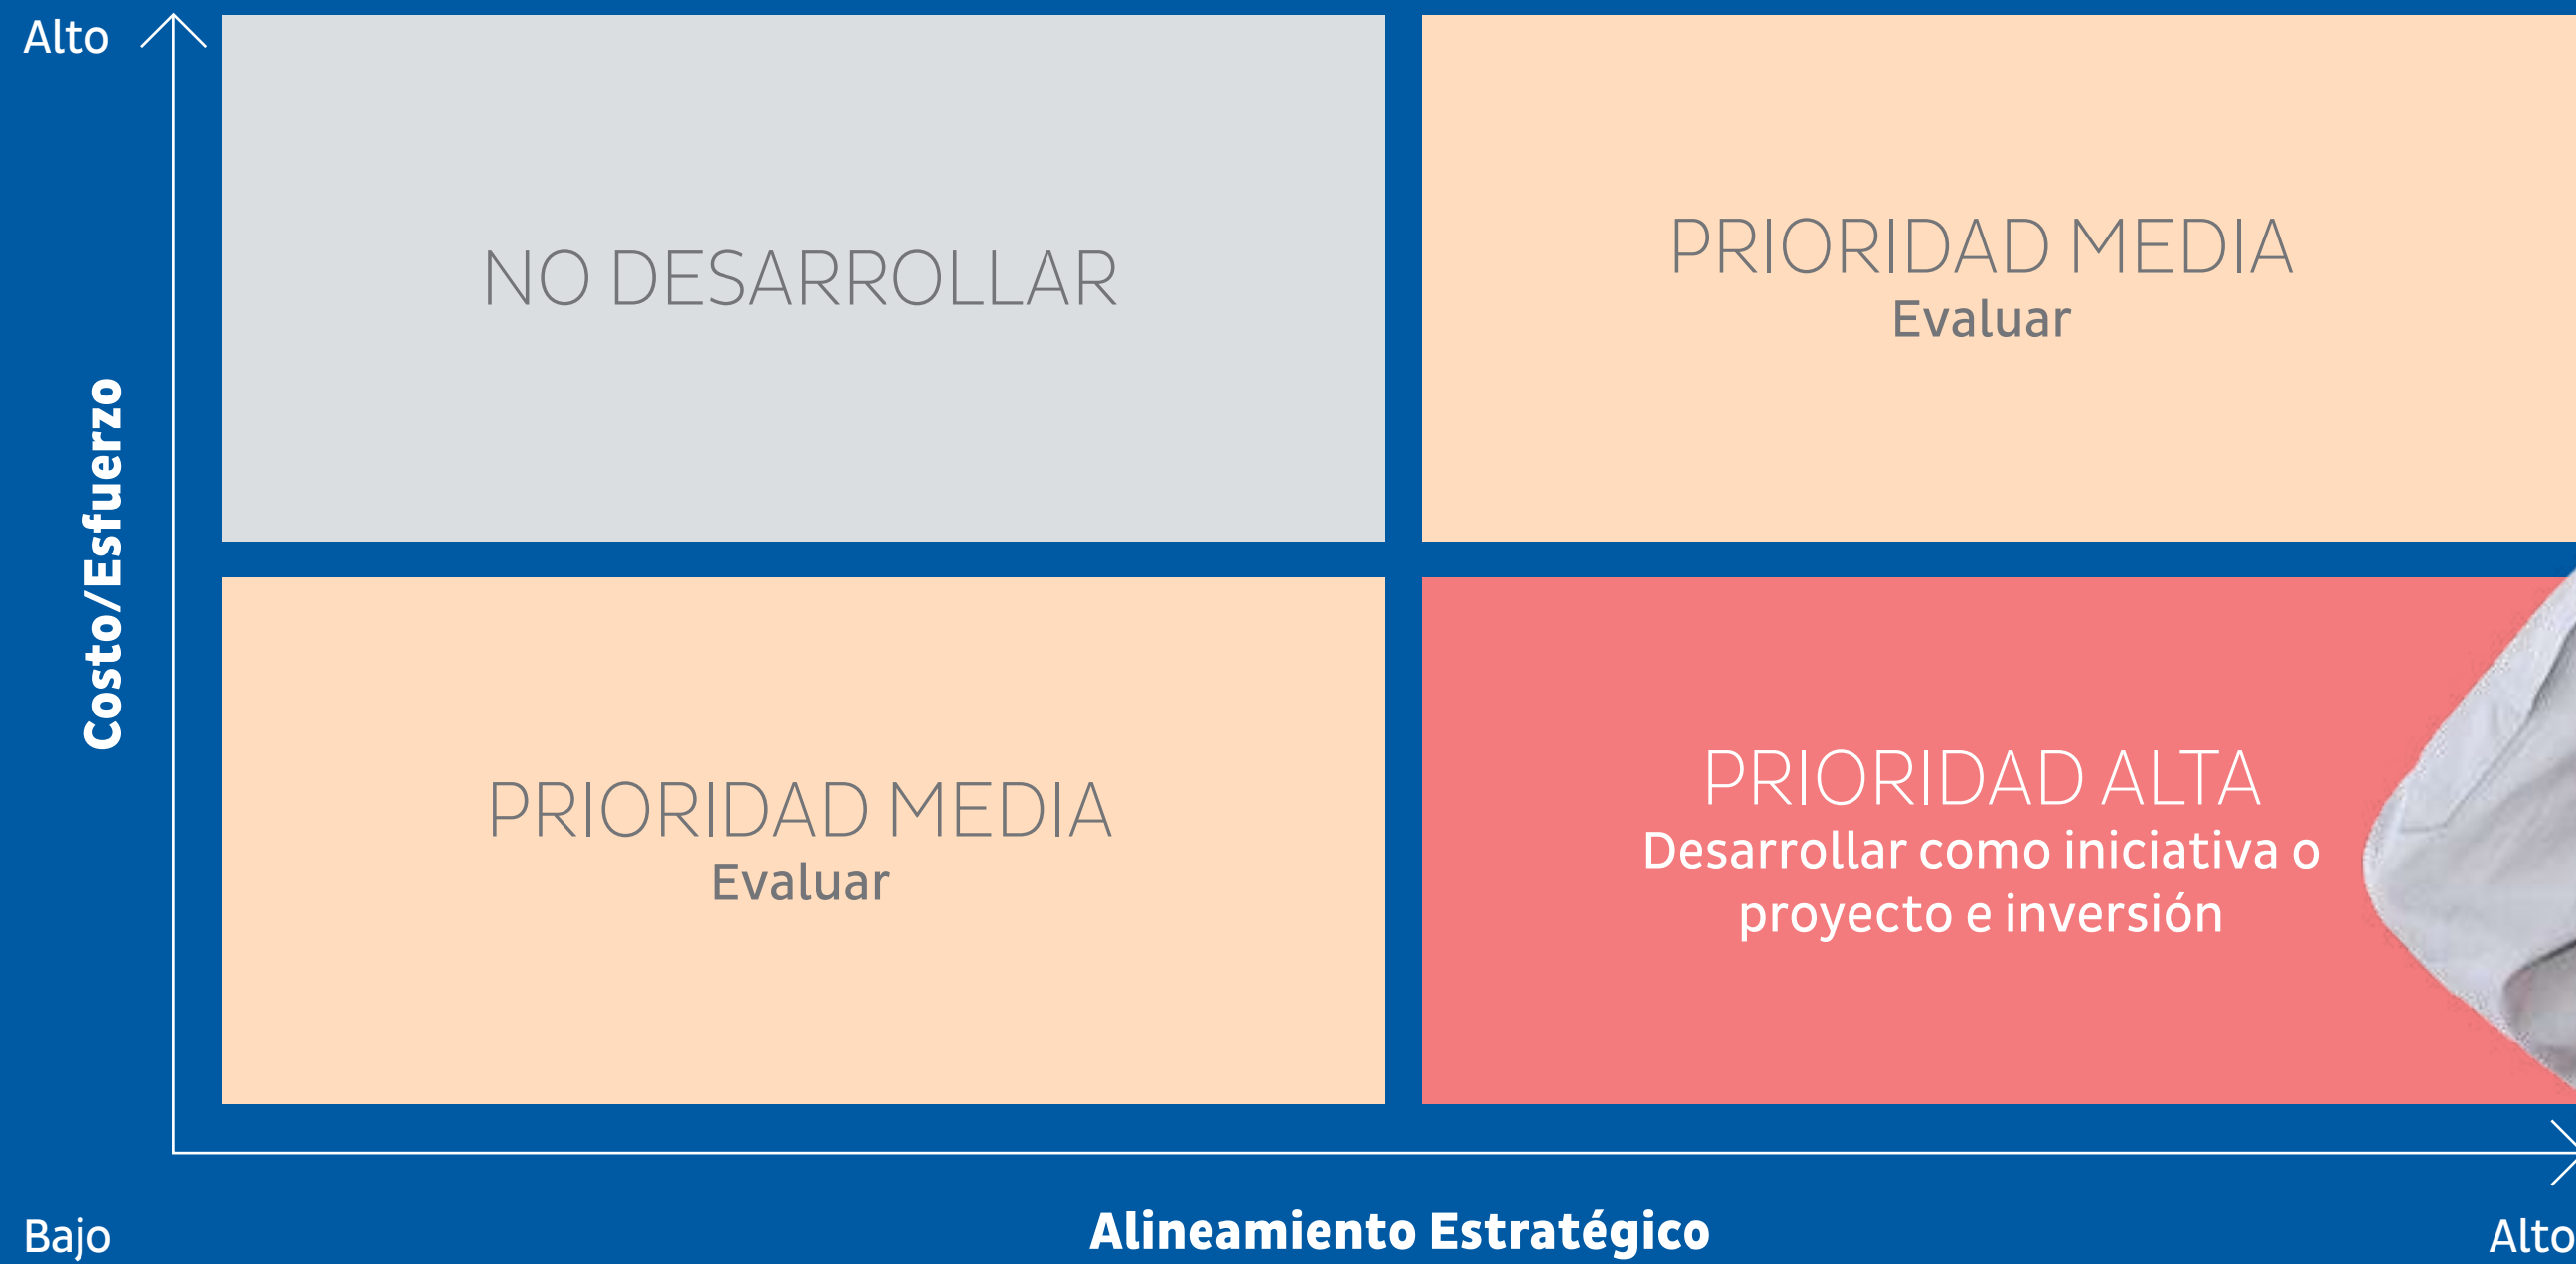 Alto
NO DESARROLLAR
PRIORIDAD MEDIA
Evaluar
Costo/Esfuerzo
PRIORIDAD MEDIA
Evaluar
PRIORIDAD ALTA
Desarrollar como iniciativa o
proyecto e inversión
Bajo
Alineamiento Estratégico
Alto